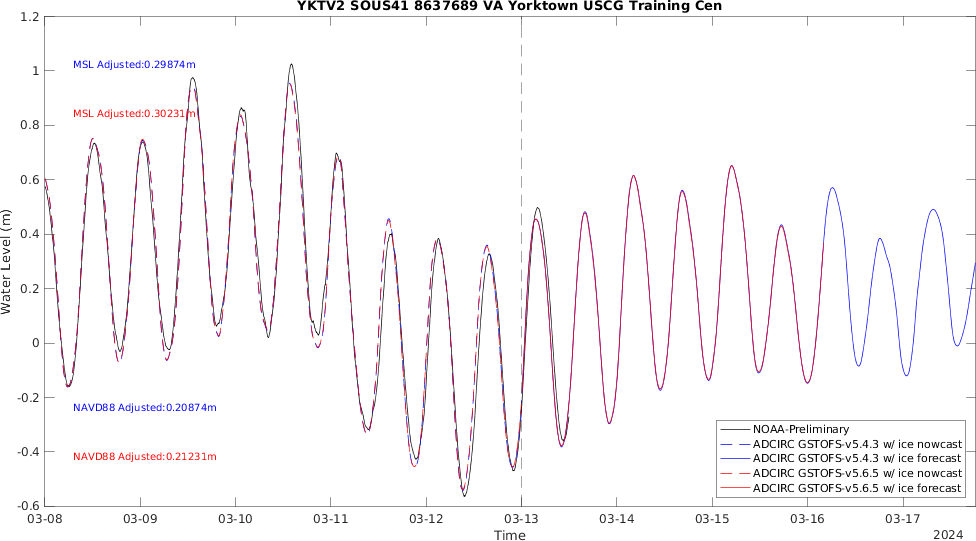 YKTV2 SOUS41 8637689 VA Yorktown USCG Training Cen
1.2
1
0.8
0.6
0.4
0.2
0
-0.2
-0.4
-0.6
Water Level (m)
MSL Adjusted:0.29874m
MSL Adjusted:0.30231m
NAVD88 Adjusted:0.20874m
NAVD88 Adjusted:0.21231m
NOAA-Preliminary
ADCIRC GSTOFS-v5.4.3 w/ ice nowcast
ADCIRC GSTOFS-v5.4.3 w/ ice forecast
ADCIRC GSTOFS-v5.6.5 w/ ice nowcast
ADCIRC GSTOFS-v5.6.5 w/ ice forecast
03-08 03-09 03-10 03-11 03-12 03-13 03-14 03-15 03-16 03-17
Time
2024